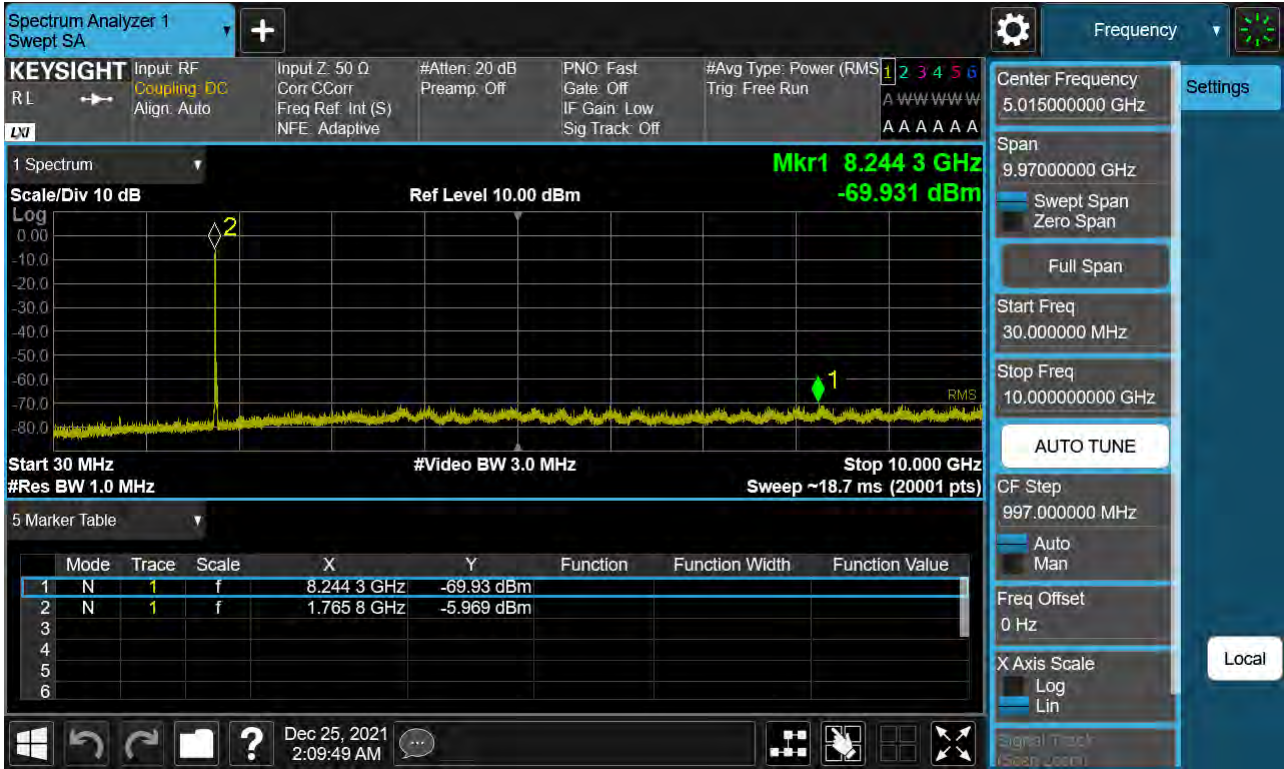 Spectrum Analyzer 1
Swept SA
Frequency
KEYSIGHT
R L
LXI
Input: RF
Coupling: DC
Align: Auto
Input Z: 50 Ω
Corr CCorr
Freq Ref: Int (S)
NFE: Adaptive
#Atten: 20 dB
Preamp: Off
PNO: Fast
Gate: Off
IF Gain: Low
Sig Track: Off
#Avg Type: Power (RMS
Trig: Free Run
1 2 3 4 5 6
A W W W W W
A A A A A A
1 Spectrum
Scale/Div 10 dB
Ref Level 10.00 dBm
Mkr1 8.244 3 GHz
-69.931 dBm
Log
0.00
-10.0
-20.0
-30.0
-40.0
-50.0
-60.0
-70.0
-80.0
2
1
RMS
Start 30 MHz
#Video BW 3.0 MHz
Stop 10.000 GHz
#Res BW 1.0 MHz
Sweep ~18.7 ms (20001 pts)
5 Marker Table
Mode Trace Scale X Y Function Function Width Function Value
1 N 1 f 8.244 3 GHz -69.93 dBm
2 N 1 f 1.765 8 GHz -5.969 dBm
3
4
5
6
Dec 25, 2021
2:09:49 AM
Center Frequency
5.015000000 GHz
Span
9.97000000 GHz
Swept Span
Zero Span
Full Span
Start Freq
30.000000 MHz
Stop Freq
10.000000000 GHz
AUTO TUNE
CF Step
997.000000 MHz
Auto
Man
Freq Offset
0 Hz
X Axis Scale
Log
Lin
Signal Track
(Span Zoom)
Settings
Local